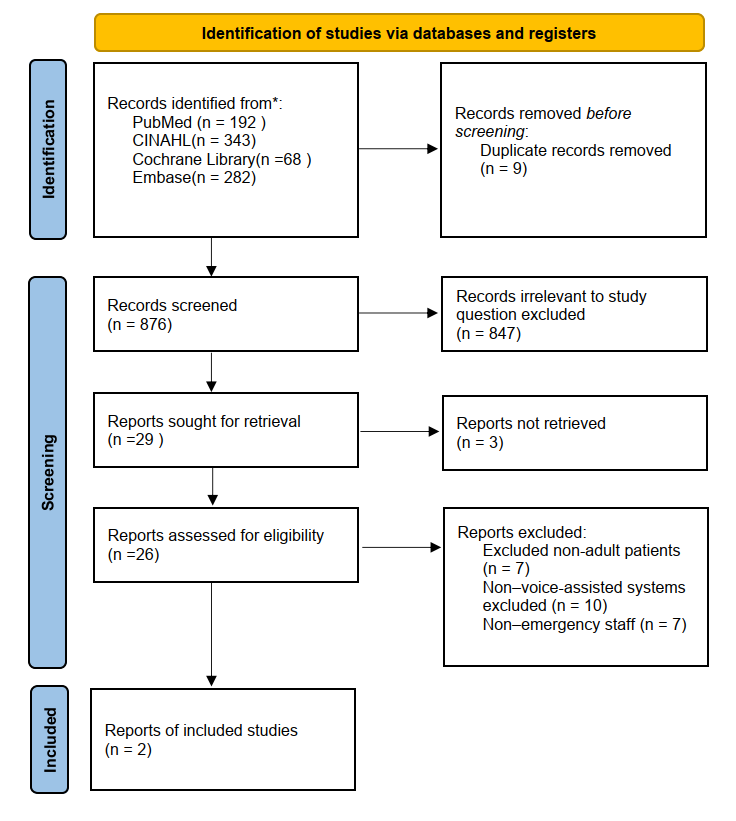 Identification of studies via databases and registers
Identification
Records identified from*:
PubMed (n = 192 )
CINAHL(n = 343)
Cochrane Library(n =68 )
Embase(n = 282)
Records removed before
screening:
Duplicate records removed
(n = 9)
Screening
Records screened
(n = 876)
Records irrelevant to study
question excluded
(n = 847)
Reports sought for retrieval
(n =29 )
Reports not retrieved
(n = 3)
Reports assessed for eligibility
(n =26)
Reports excluded:
Excluded non-adult patients
(n = 7)
Non–voice-assisted systems
excluded (n = 10)
Non–emergency staff (n = 7)
Included
Reports of included studies
(n = 2)